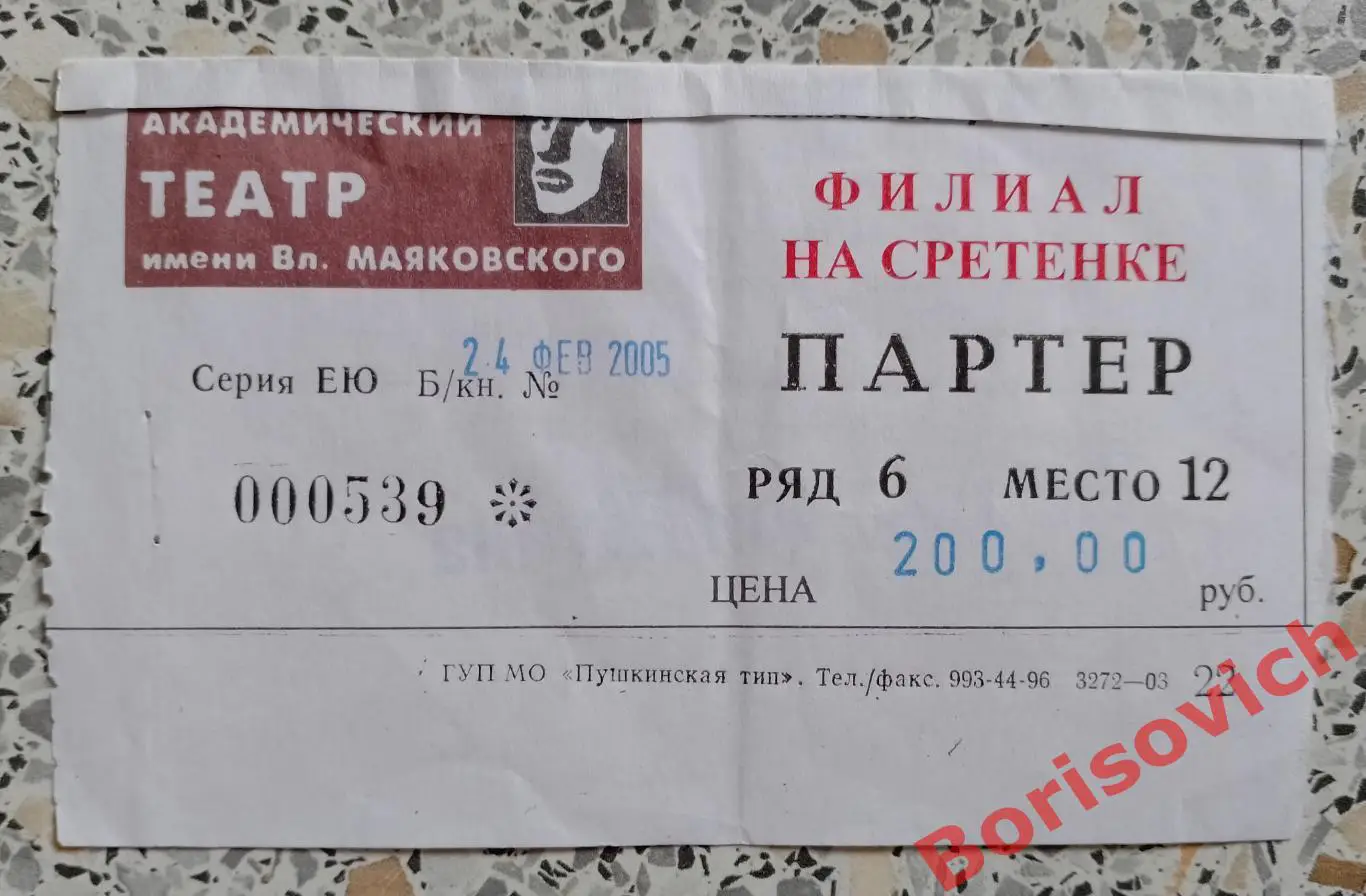 АКАДЕМИЧЕСКИЙ
ТЕАТР
имени Вл. МАЯКОВСКОГО
ФИЛИАЛ
НА СРЕТЕНКЕ
ПАРТЕР
24 ФЕВ 2005
Серия ЕЮ Б/кн. №
000539
РЯД 6 МЕСТО 12
200,00
ЦЕНА руб.
ГУП МО «Пушкинская тип». Тел./факс. 993-44-96 3272—03 22
Borisovich